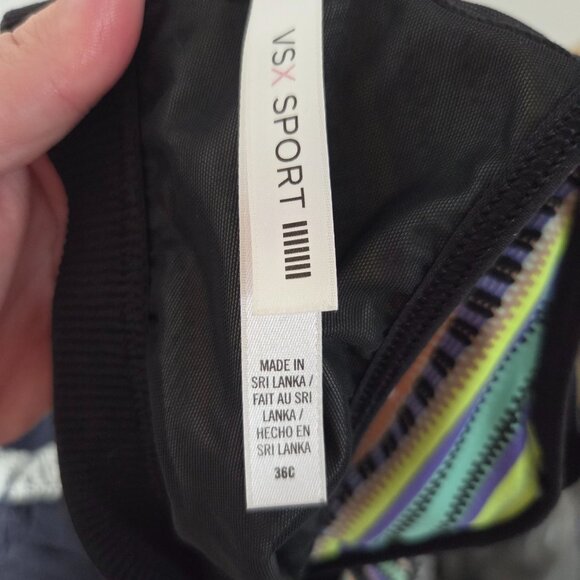 VSX SPORT
MADE IN
SRI LANKA /
FAIT AU SRI
LANKA /
HECHO EN
SRI LANKA
36C